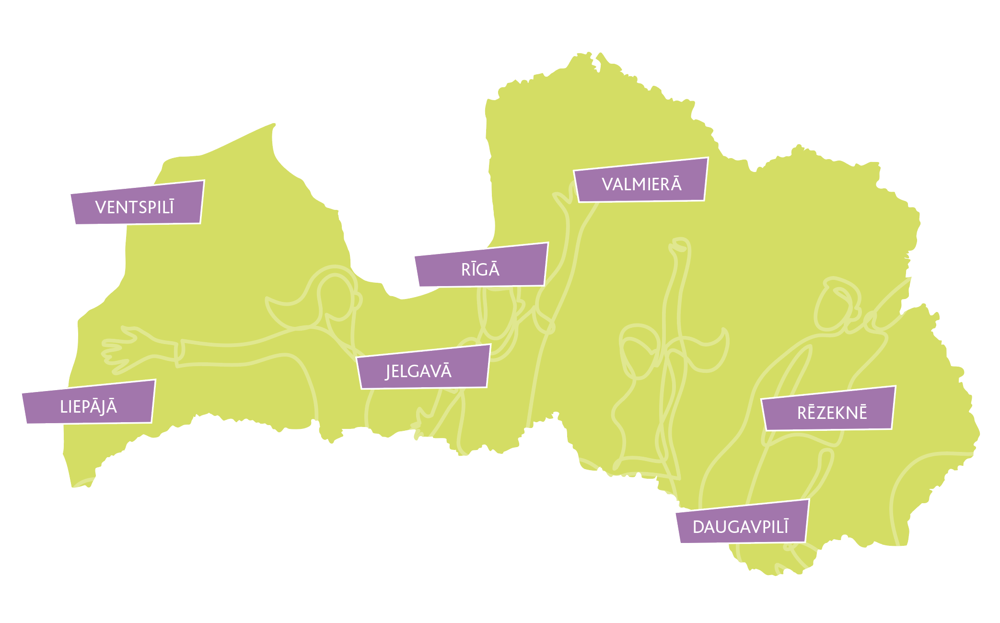 VALMIERĀ
VENTSPILĪ
RĪGĀ
JELGAVĀ
LIEPĀJĀ
RĒZEKNĒ
DAUGAVPILĪ